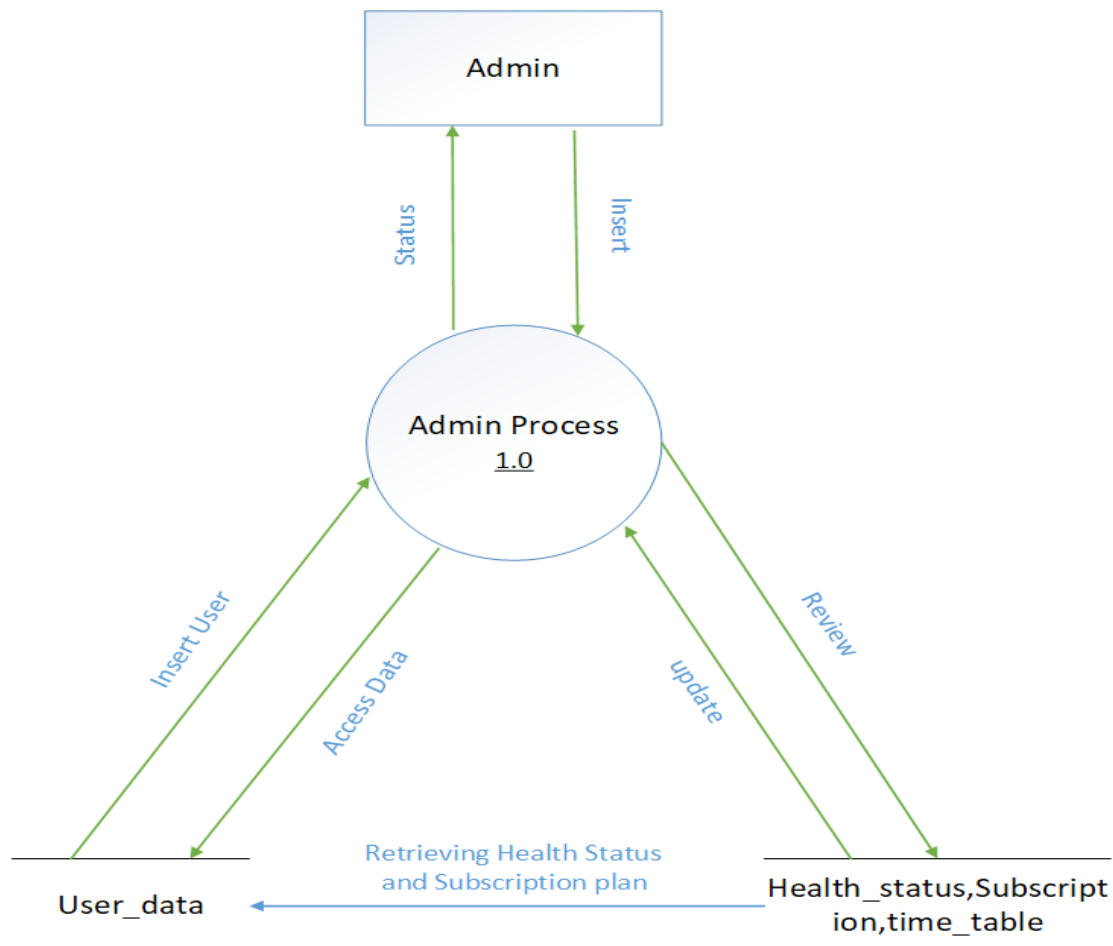 Admin
Status
Insert
Admin Process
1.0
Insert User
Access Data
Review
update
Retrieving Health Status
and Subscription plan
User_data
Health_status,Subscript
ion,time_table